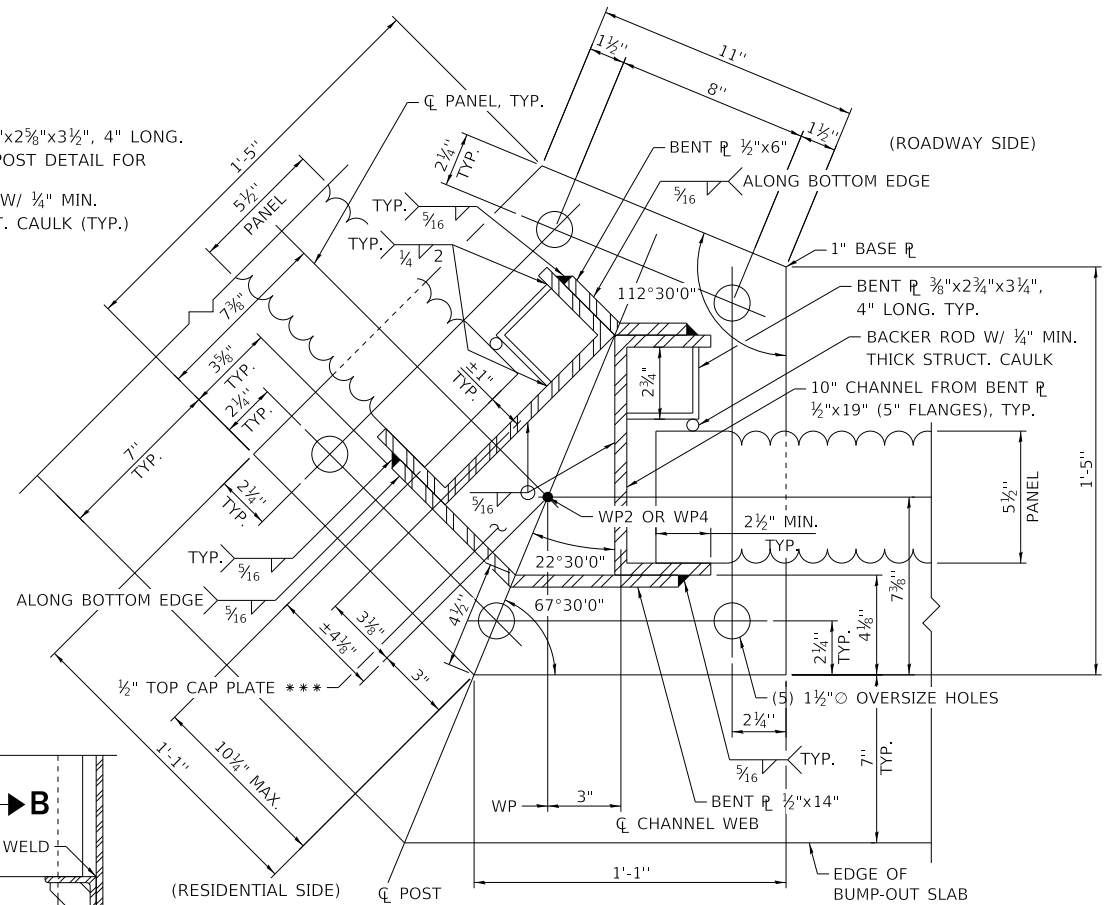 "x2⅝"x3½", 4" LONG.
POST DETAIL FOR
W/ ¼" MIN.
T. CAULK (TYP.)
1'-5"
5½"
PANEL
7⅜"
3⅝"
TYP.
2¼"
TYP.
7"
TYP.
2¼"
TYP.
℄ PANEL, TYP.
2¼"
TYP.
1½"
11"
8"
1½"
(ROADWAY SIDE)
BENT ℄ ½"x6"
5/16
ALONG BOTTOM EDGE
TYP.
5/16
TYP.
¼ 2
112°30'0"
1" BASE ℄
BENT ℄ ⅜"x2¾"x3¼",
4" LONG. TYP.
BACKER ROD W/ ¼" MIN.
THICK STRUCT. CAULK
10" CHANNEL FROM BENT ℄
½"x19" (5" FLANGES), TYP.
±1"
TYP.
2¾"
5/16
WP2 OR WP4
2½" MIN.
TYP.
5½"
PANEL
1'-5"
22°30'0"
67°30'0"
7⅜"
4⅛"
2¼"
TYP.
TYP.
5/16
ALONG BOTTOM EDGE
5/16
4½"
3⅛"
±4⅛"
3"
½" TOP CAP PLATE ***
(5) 1½"∅ OVERSIZE HOLES
2¼"
7"
TYP.
5/16
TYP.
10¼" MAX.
1'-1"
WP
3"
BENT ℄ ½"x14"
℄ CHANNEL WEB
B
WELD
(RESIDENTIAL SIDE)
℄ POST
1'-1"
EDGE OF
BUMP-OUT SLAB